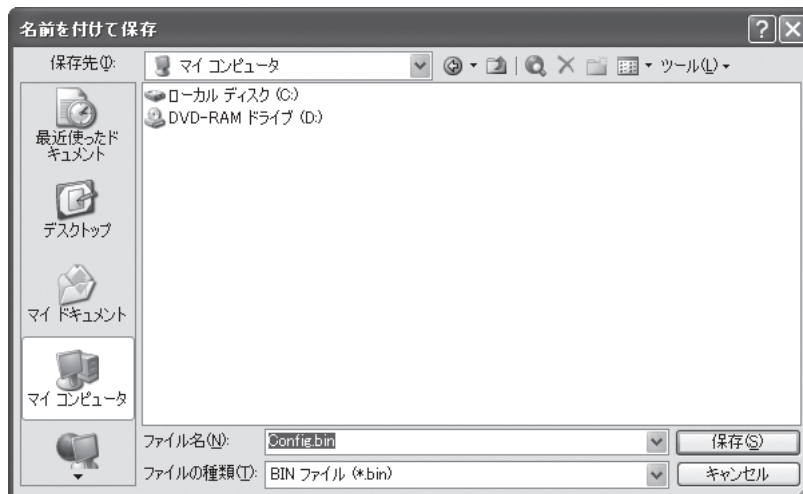 名前を付けて保存
保存先(I):
マイ コンピュータ
ツール(L)
ローカル ディスク (C:)
DVD-RAM ドライブ (D:)
最近使ったド
キュメント
デスクトップ
マイ ドキュメント
マイ コンピュータ
ファイル名(N):
Config.bin
保存(S)
ファイルの種類(T):
BIN ファイル (*.bin)
キャンセル